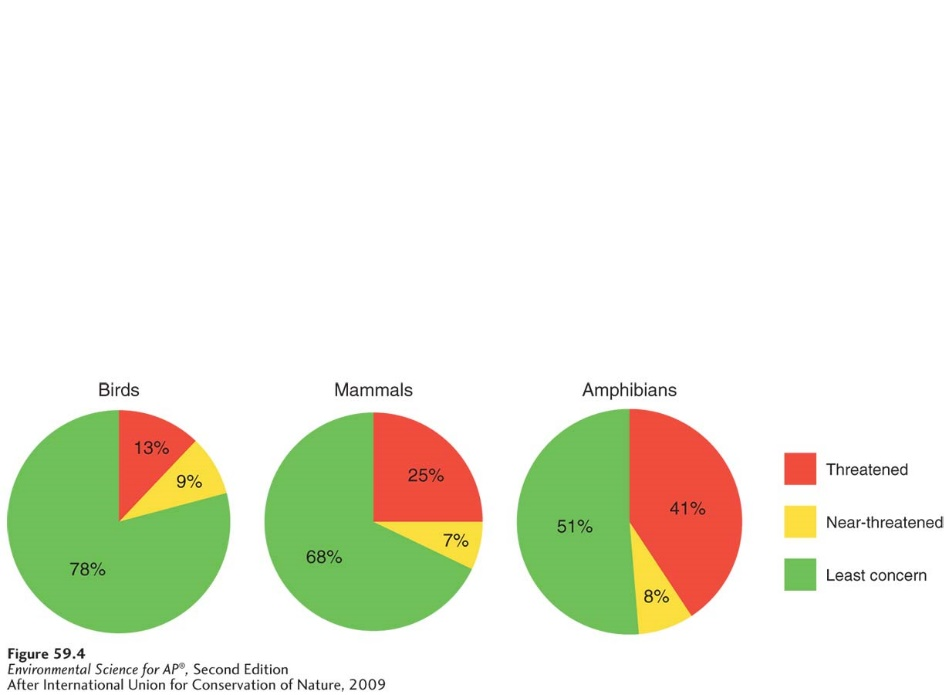 Birds
Mammals
Amphibians
13%
9%
78%
25%
7%
68%
41%
8%
51%
Threatened
Near-threatened
Least concern
Figure 59.4
Environmental Science for AP®, Second Edition
After International Union for Conservation of Nature, 2009